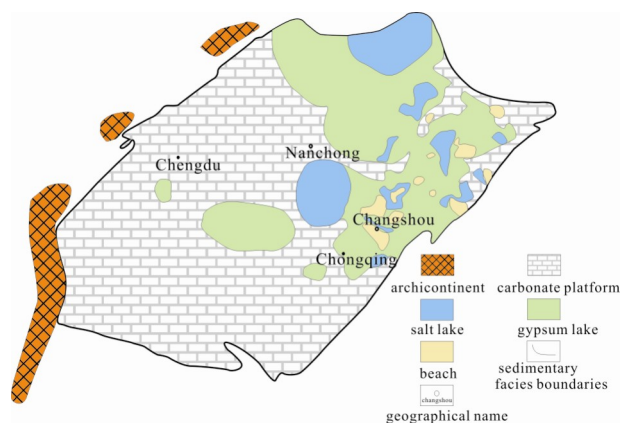 Nanchong
Chengdu
Changshou
Chongqing
archicontinent
carbonate platform
salt lake
gypsum lake
beach
sedimentary
facies boundaries
changshou
geographical name